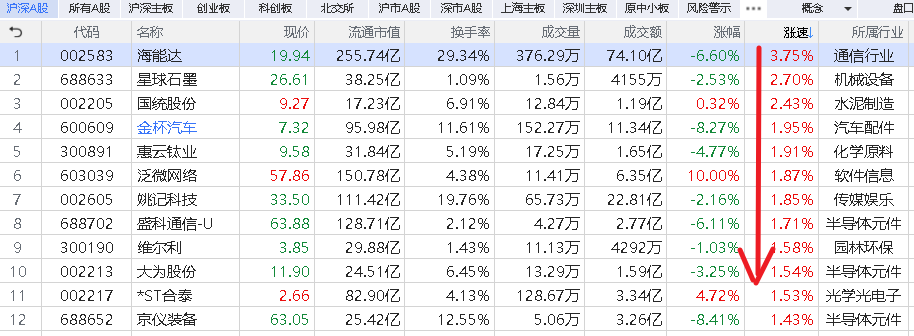 沪深A股 所有A股 沪深主板 创业板 科创板 北交所 沪市A股 深市A股 上海主板 深圳主板 原中小板 风险警示 ••• 概念 盘口
代码 名称 现价 流通市值 换手率 成交量 成交额 涨幅 涨速↓ 所属行业
1 002583 海能达 19.94 255.74亿 29.34% 376.29万 74.10亿 -6.60% 3.75% 通信行业
2 688633 星球石墨 26.61 38.25亿 1.09% 1.56万 4155万 -2.53% 2.70% 机械设备
3 002205 国统股份 9.27 17.23亿 6.91% 12.84万 1.19亿 0.32% 2.43% 水泥制造
4 600609 金杯汽车 7.32 95.98亿 11.61% 152.27万 11.34亿 -8.27% 1.95% 汽车配件
5 300891 惠云钛业 9.58 31.84亿 5.19% 17.25万 1.65亿 -4.77% 1.91% 化学原料
6 603039 泛微网络 57.86 150.78亿 4.38% 11.41万 6.35亿 10.00% 1.87% 软件信息
7 002605 姚记科技 33.50 111.42亿 19.76% 65.73万 22.81亿 -2.16% 1.85% 传媒娱乐
8 688702 盛科通信-U 63.88 128.71亿 2.12% 4.27万 2.77亿 -6.11% 1.71% 半导体元件
9 300190 维尔利 3.85 29.88亿 1.43% 11.13万 4292万 -1.03% 1.58% 园林环保
10 002213 大为股份 11.90 24.51亿 6.45% 13.29万 1.59亿 -3.25% 1.54% 半导体元件
11 002217 *ST合泰 2.66 82.90亿 4.13% 128.67万 3.34亿 4.72% 1.53% 光学光电子
12 688652 京仪装备 63.05 25.42亿 12.55% 5.06万 3.26亿 -8.41% 1.43% 半导体元件